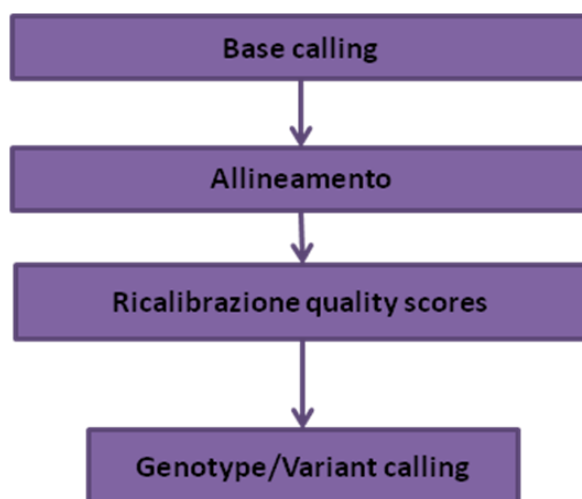 Base calling
Allineamento
Ricalibrazione quality scores
Genotype/Variant calling